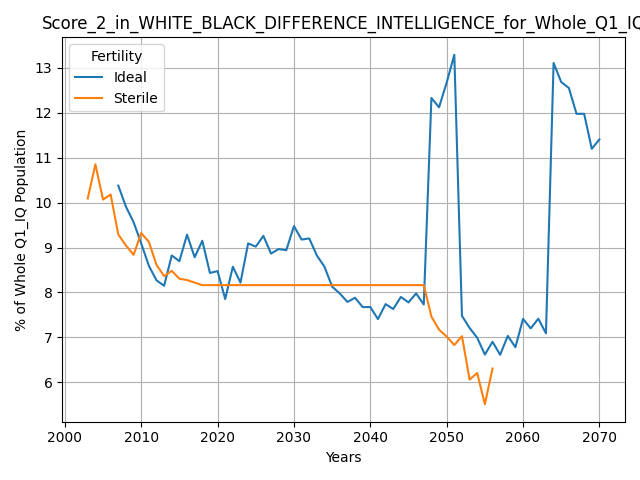 Score_2_in_WHITE_BLACK_DIFFERENCE_INTELLIGENCE_for_Whole_Q1_IQ
Fertility
Ideal
Sterile
% of Whole Q1_IQ Population
13
12
11
10
9
8
7
6
2000 2010 2020 2030 2040 2050 2060 2070
Years